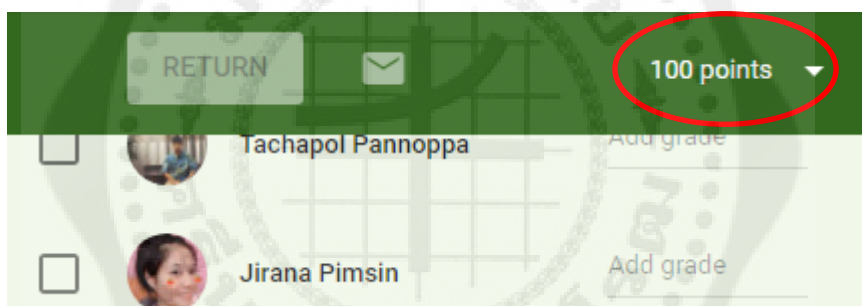 RETURN 100 points
Tachapol Pannoppa Add grade
Jirana Pimsin Add grade